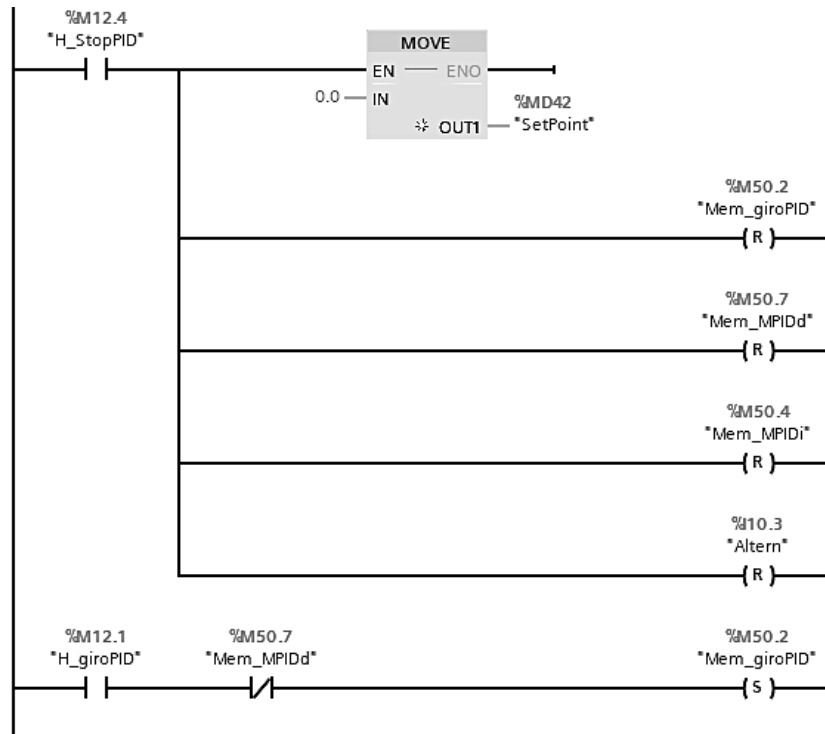 %M12.4
"H_StopPID"
MOVE
EN
ENO
0.0
IN
%MD42
OUT1
"SetPoint"
%M50.2
"Mem_giroPID"
R
%M50.7
"Mem_MPIDd"
R
%M50.4
"Mem_MPIDi"
R
%I10.3
"Altern"
R
%M12.1
%M50.7
%M50.2
"H_giroPID"
"Mem_MPIDd"
"Mem_giroPID"
S